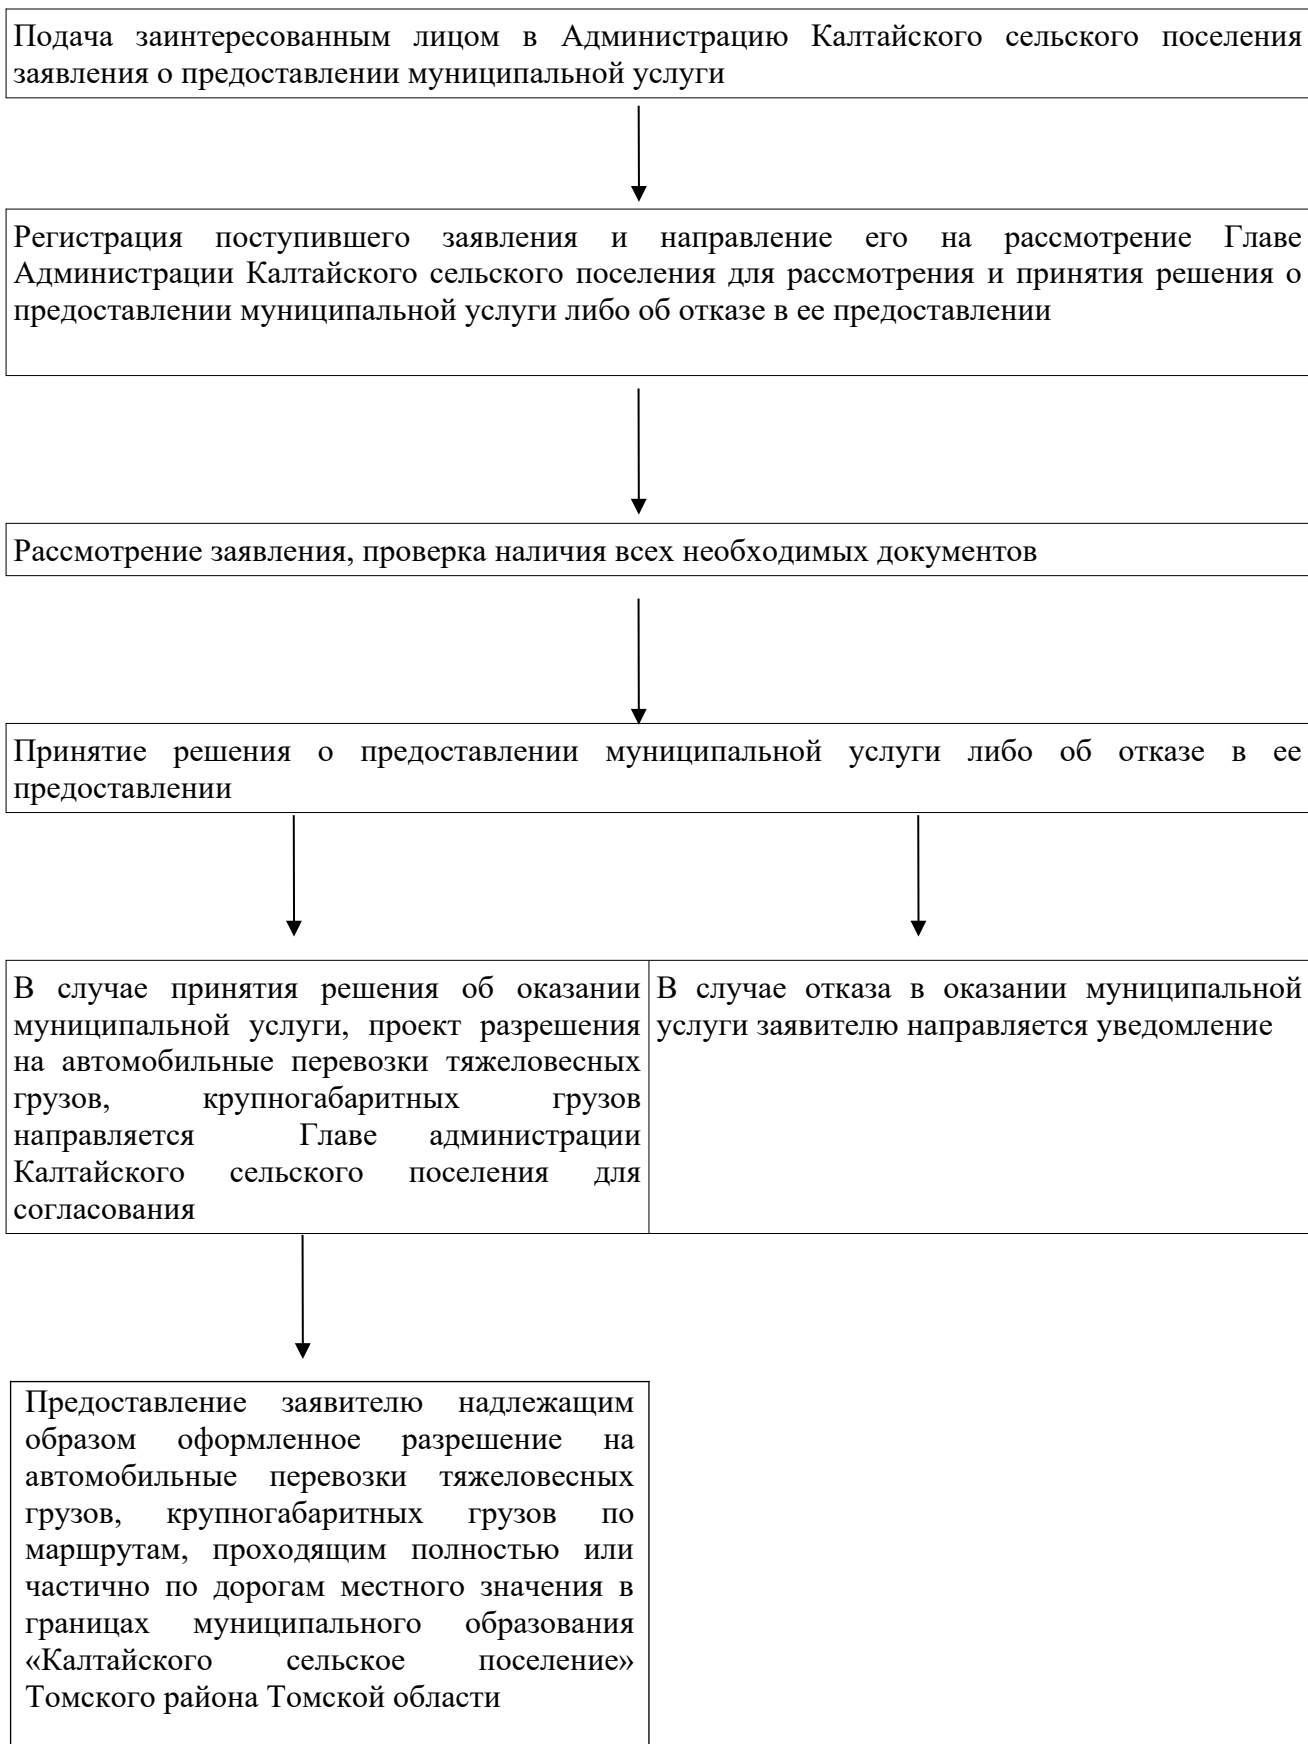 Подача заинтересованным лицом в Администрацию Калтайского сельского поселения
заявления о предоставлении муниципальной услуги
Регистрация поступившего заявления и направление его на рассмотрение Главе
Администрации Калтайского сельского поселения для рассмотрения и принятия решения о
предоставлении муниципальной услуги либо об отказе в ее предоставлении
Рассмотрение заявления, проверка наличия всех необходимых документов
Принятие решения о предоставлении муниципальной услуги либо об отказе в ее
предоставлении
В случае принятия решения об оказании
муниципальной услуги, проект разрешения
на автомобильные перевозки тяжеловесных
грузов, крупногабаритных грузов
направляется Главе администрации
Калтайского сельского поселения для
согласования
В случае отказа в оказании муниципальной
услуги заявителю направляется уведомление
Предоставление заявителю надлежащим
образом оформленное разрешение на
автомобильные перевозки тяжеловесных
грузов, крупногабаритных грузов по
маршрутам, проходящим полностью или
частично по дорогам местного значения в
границах муниципального образования
«Калтайского сельское поселение»
Томского района Томской области